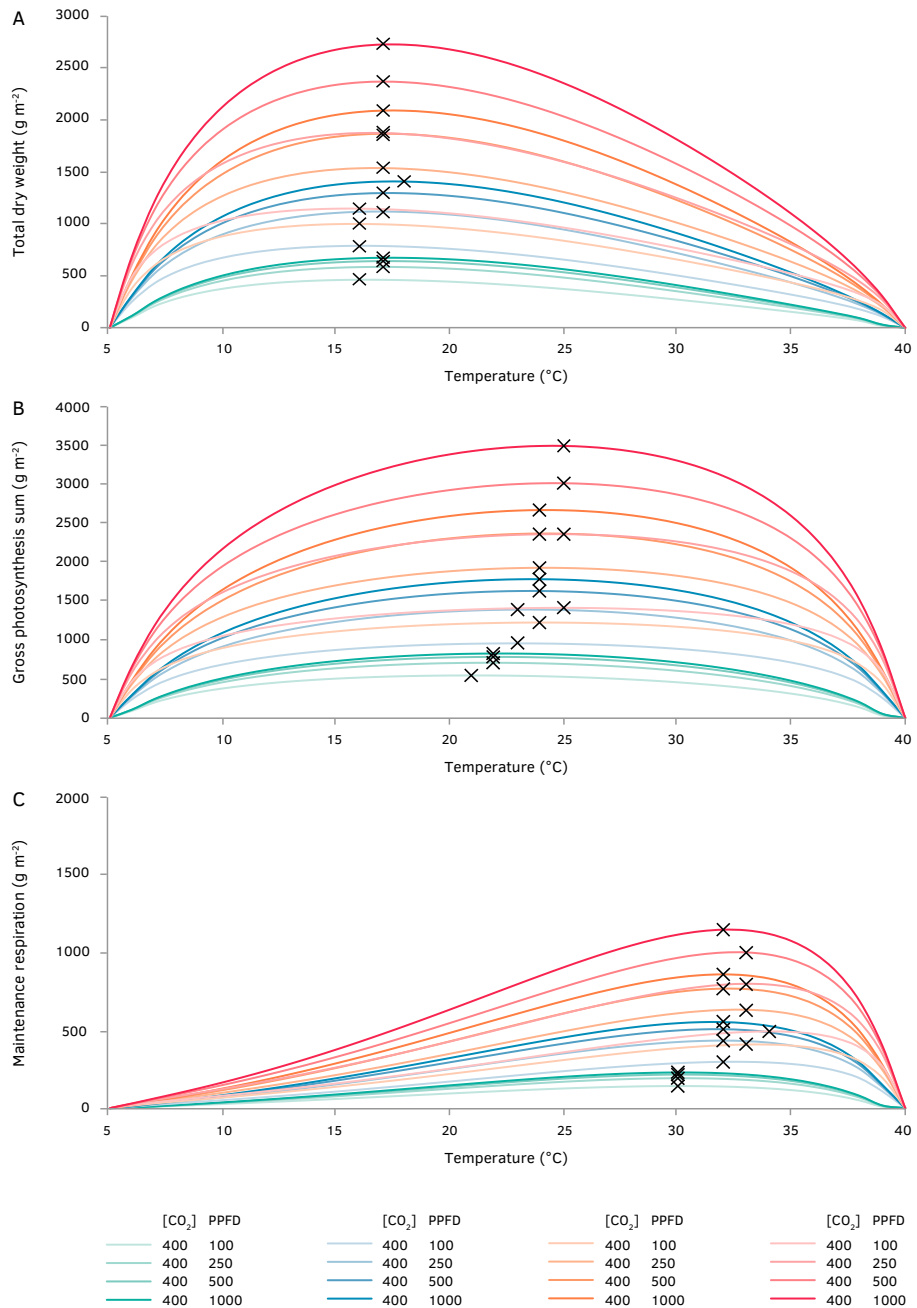 A
Total dry weight (g m⁻²)
3000
2500
2000
1500
1000
500
0
5 10 15 20 25 30 35 40
Temperature (°C)
B
Gross photosynthesis sum (g m⁻²)
4000
3500
3000
2500
2000
1500
1000
500
0
5 10 15 20 25 30 35 40
Temperature (°C)
C
Maintenance respiration (g m⁻²)
2000
1500
1000
500
0
5 10 15 20 25 30 35 40
Temperature (°C)
[CO₂] PPFD [CO₂] PPFD [CO₂] PPFD [CO₂] PPFD
400 100 400 100 400 100 400 100
400 250 400 250 400 250 400 250
400 500 400 500 400 500 400 500
400 1000 400 1000 400 1000 400 1000